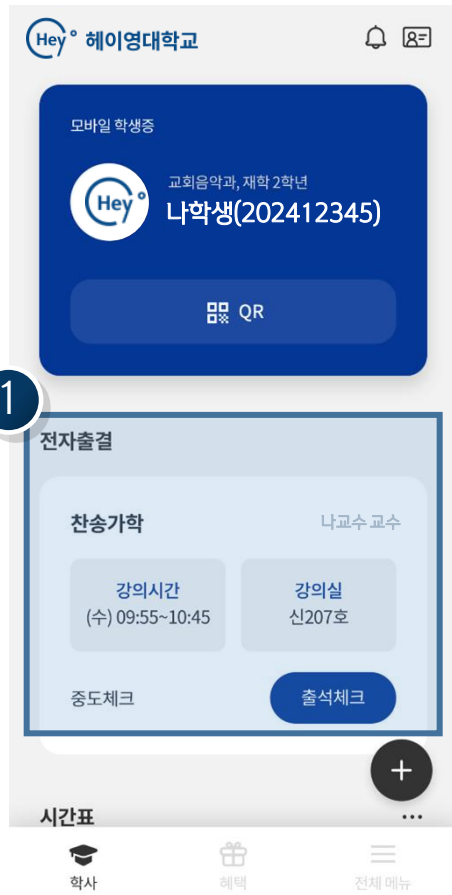 Hey 헤이영대학교
모바일 학생증
Hey
교회음악과, 재학 2학년
나학생(202412345)
QR
1
전자출결
찬송가학 나교수 교수
강의시간 강의실
(수) 09:55~10:45 신207호
중도체크 출석체크
+
시간표 ...
학사 혜택 전체 메뉴